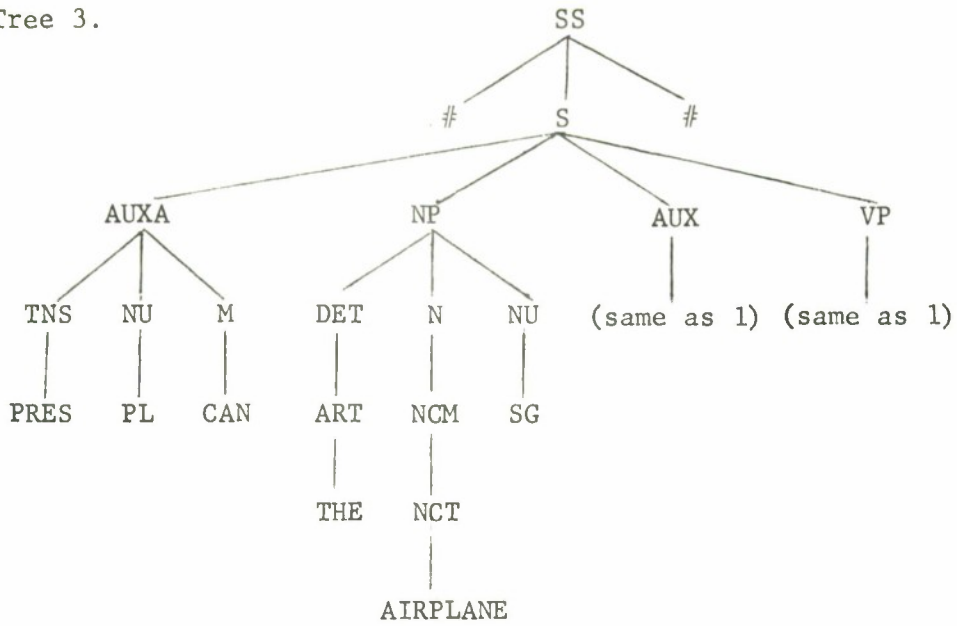 Tree 3.
SS
# S #
AUXA NP AUX VP
TNS NU M DET N NU (same as 1) (same as 1)
PRES PL CAN ART NCM SG
THE NCT
AIRPLANE